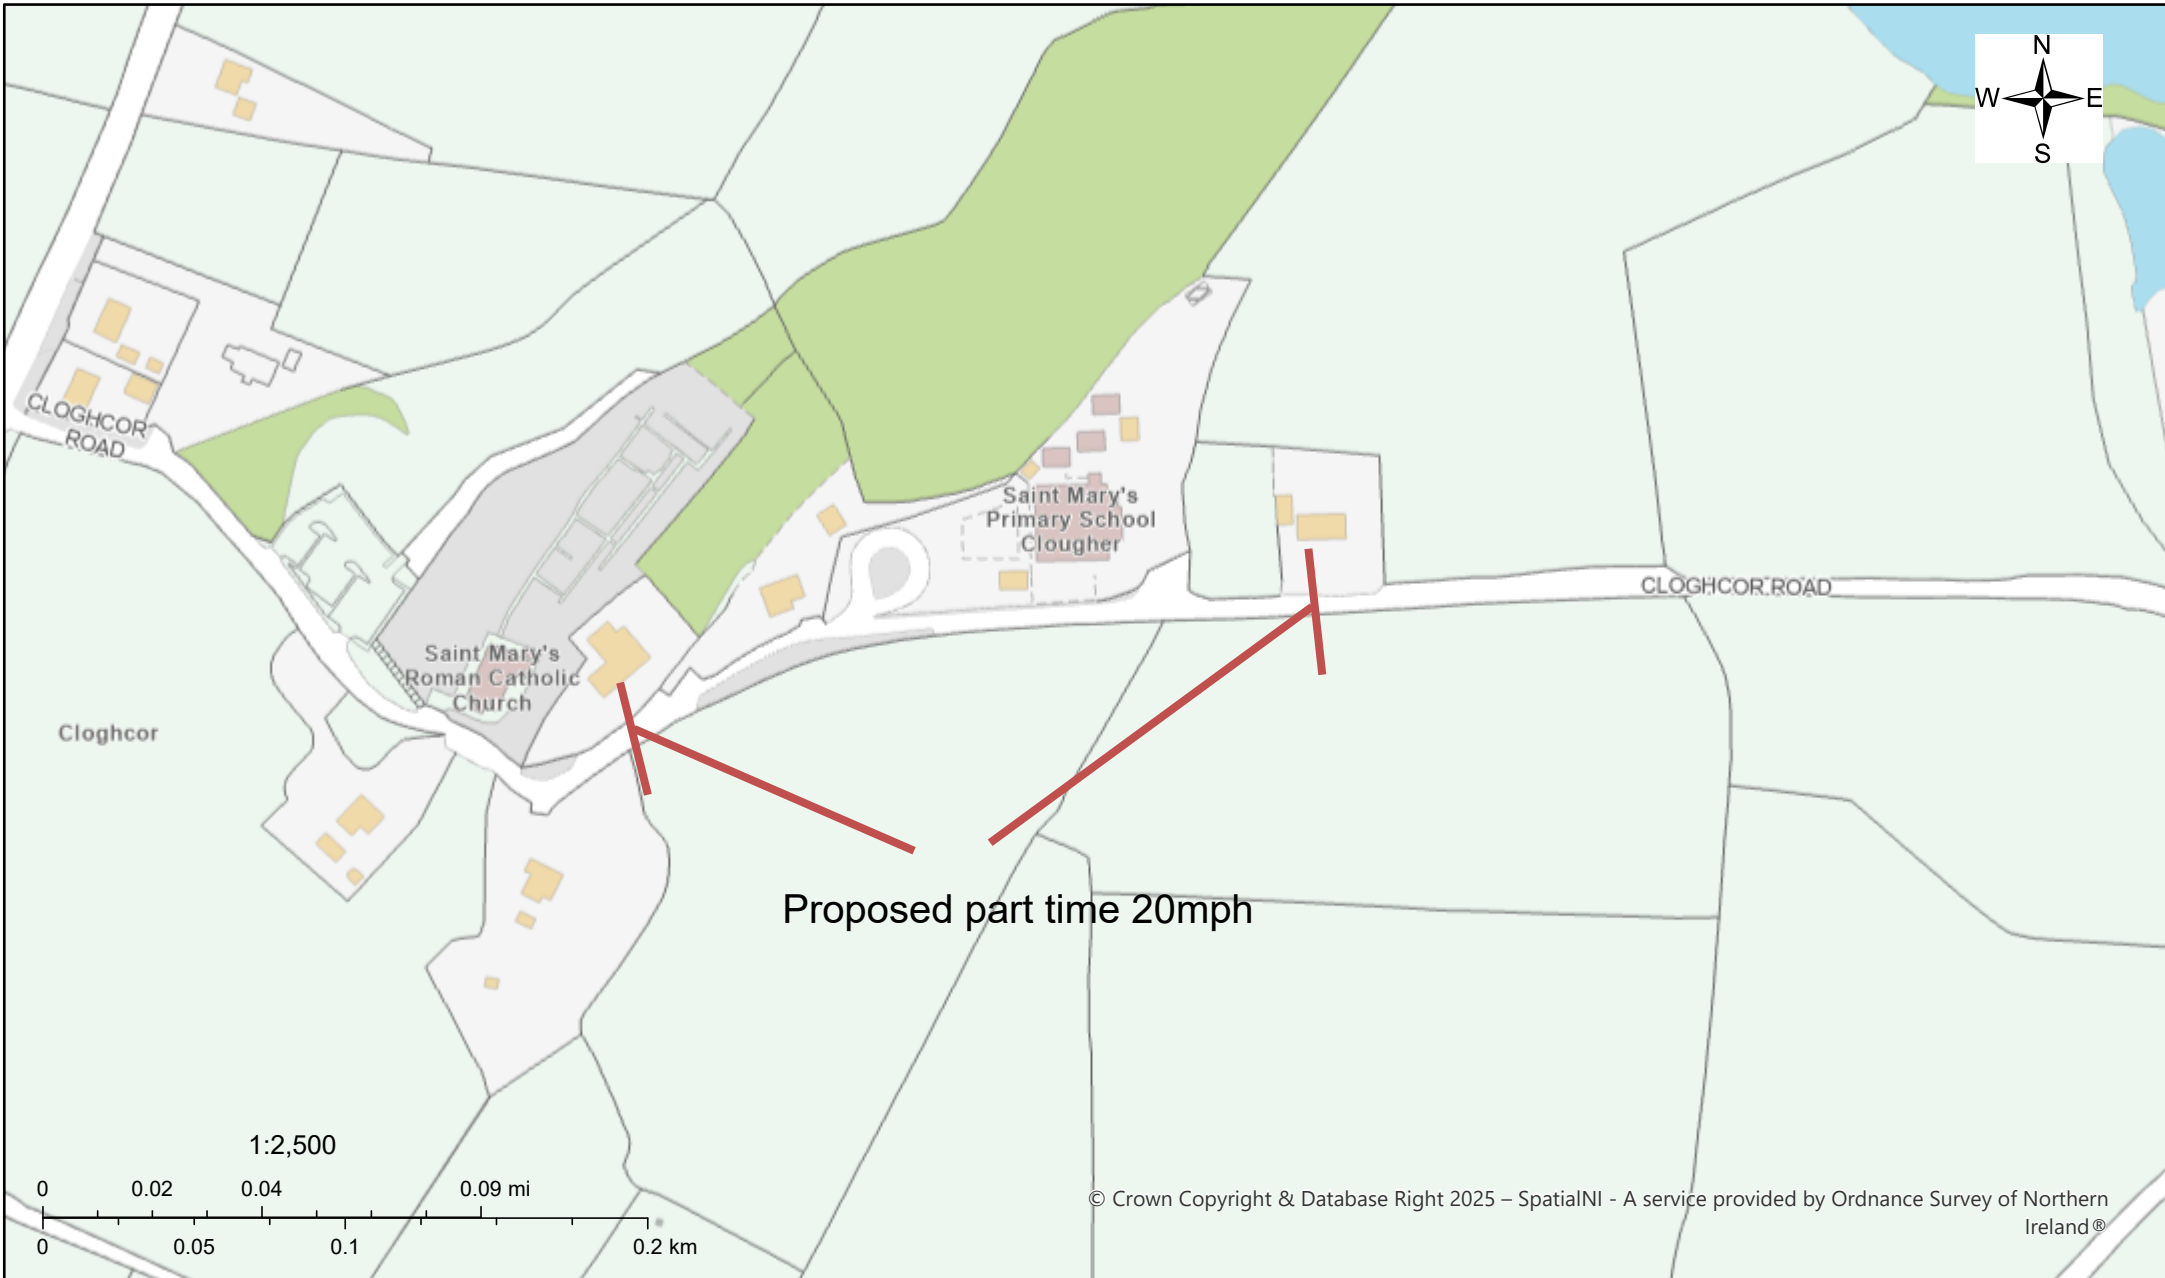 N
W E
S
CLOGHCOR
ROAD
Saint Mary's
Primary School
Clougher
CLOGHCOR ROAD
Saint Mary's
Roman Catholic
Church
Cloghcor
Proposed part time 20mph
1:2,500
0 0.02 0.04 0.09 mi
0 0.05 0.1 0.2 km
© Crown Copyright & Database Right 2025 – SpatialNI - A service provided by Ordnance Survey of Northern
Ireland®